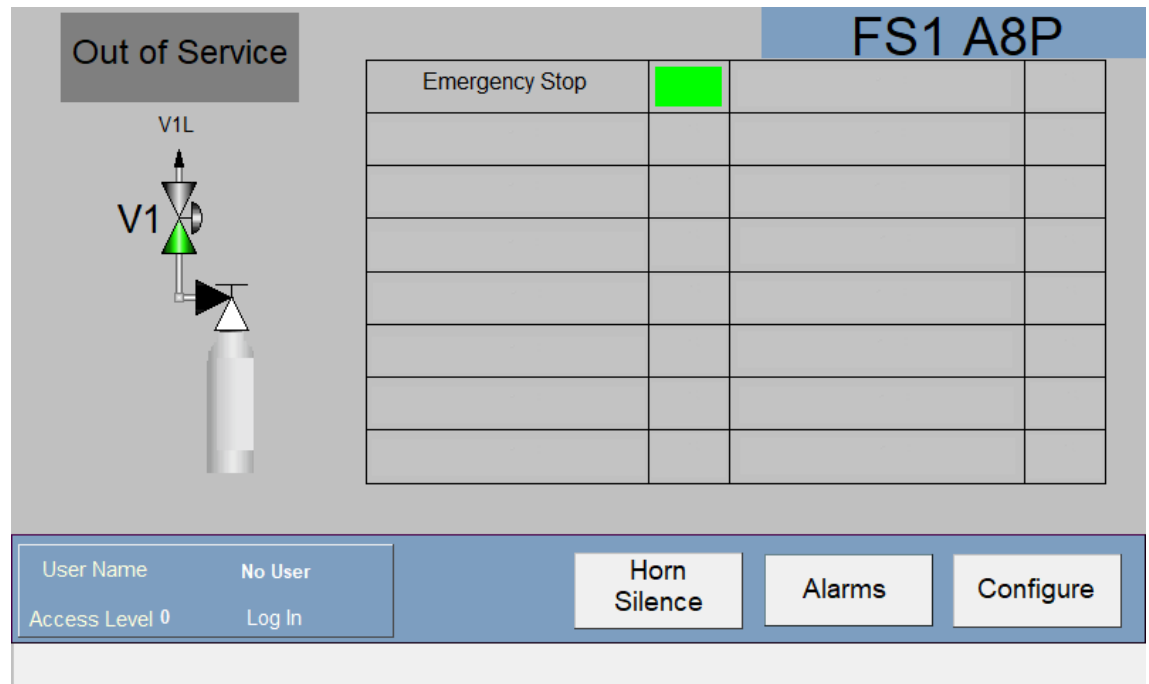 Out of Service
FS1 A8P
Emergency Stop
V1L
V1
User Name No User
Access Level 0 Log In
Horn
Silence
Alarms
Configure